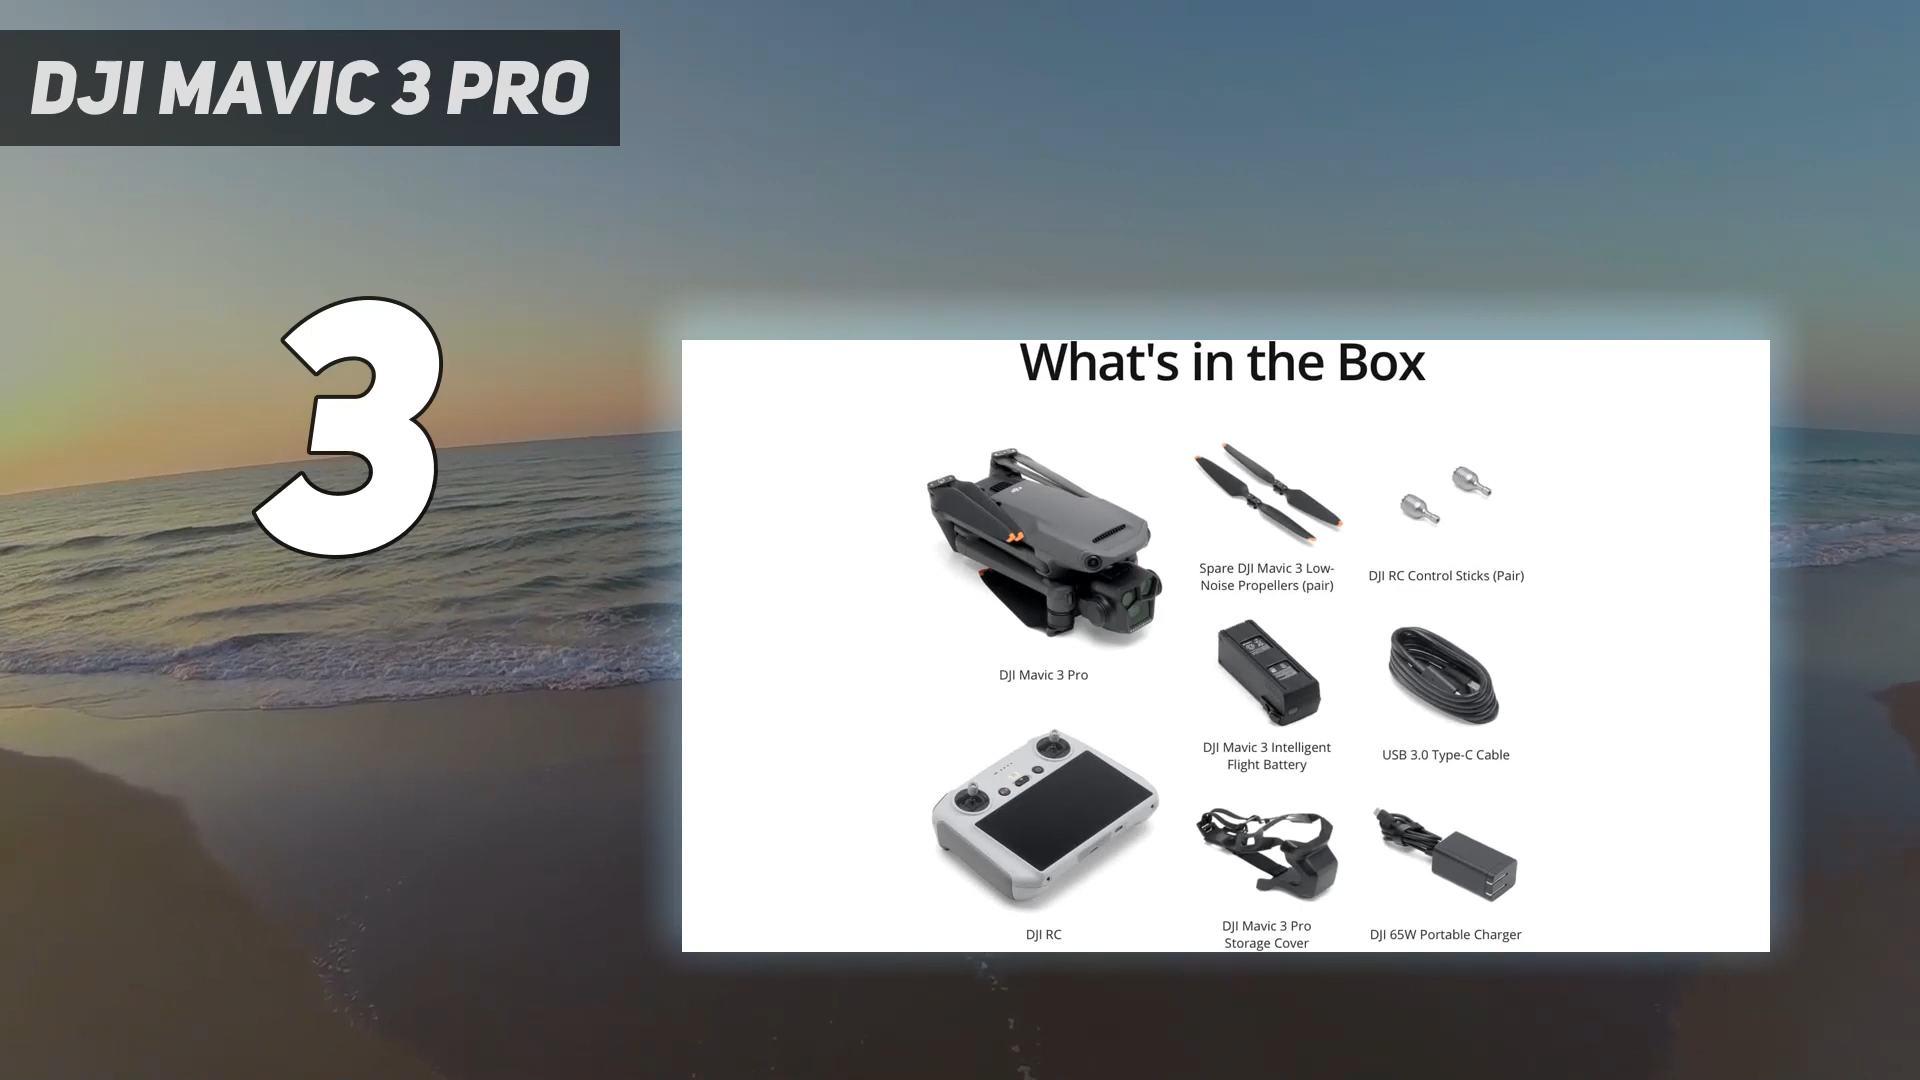 DJI MAVIC 3 PRO
3
What's in the Box
Spare DJI Mavic 3 Low-
Noise Propellers (pair)
DJI RC Control Sticks (Pair)
DJI Mavic 3 Pro
DJI Mavic 3 Intelligent
Flight Battery
USB 3.0 Type-C Cable
DJI RC
DJI Mavic 3 Pro
Storage Cover
DJI 65W Portable Charger